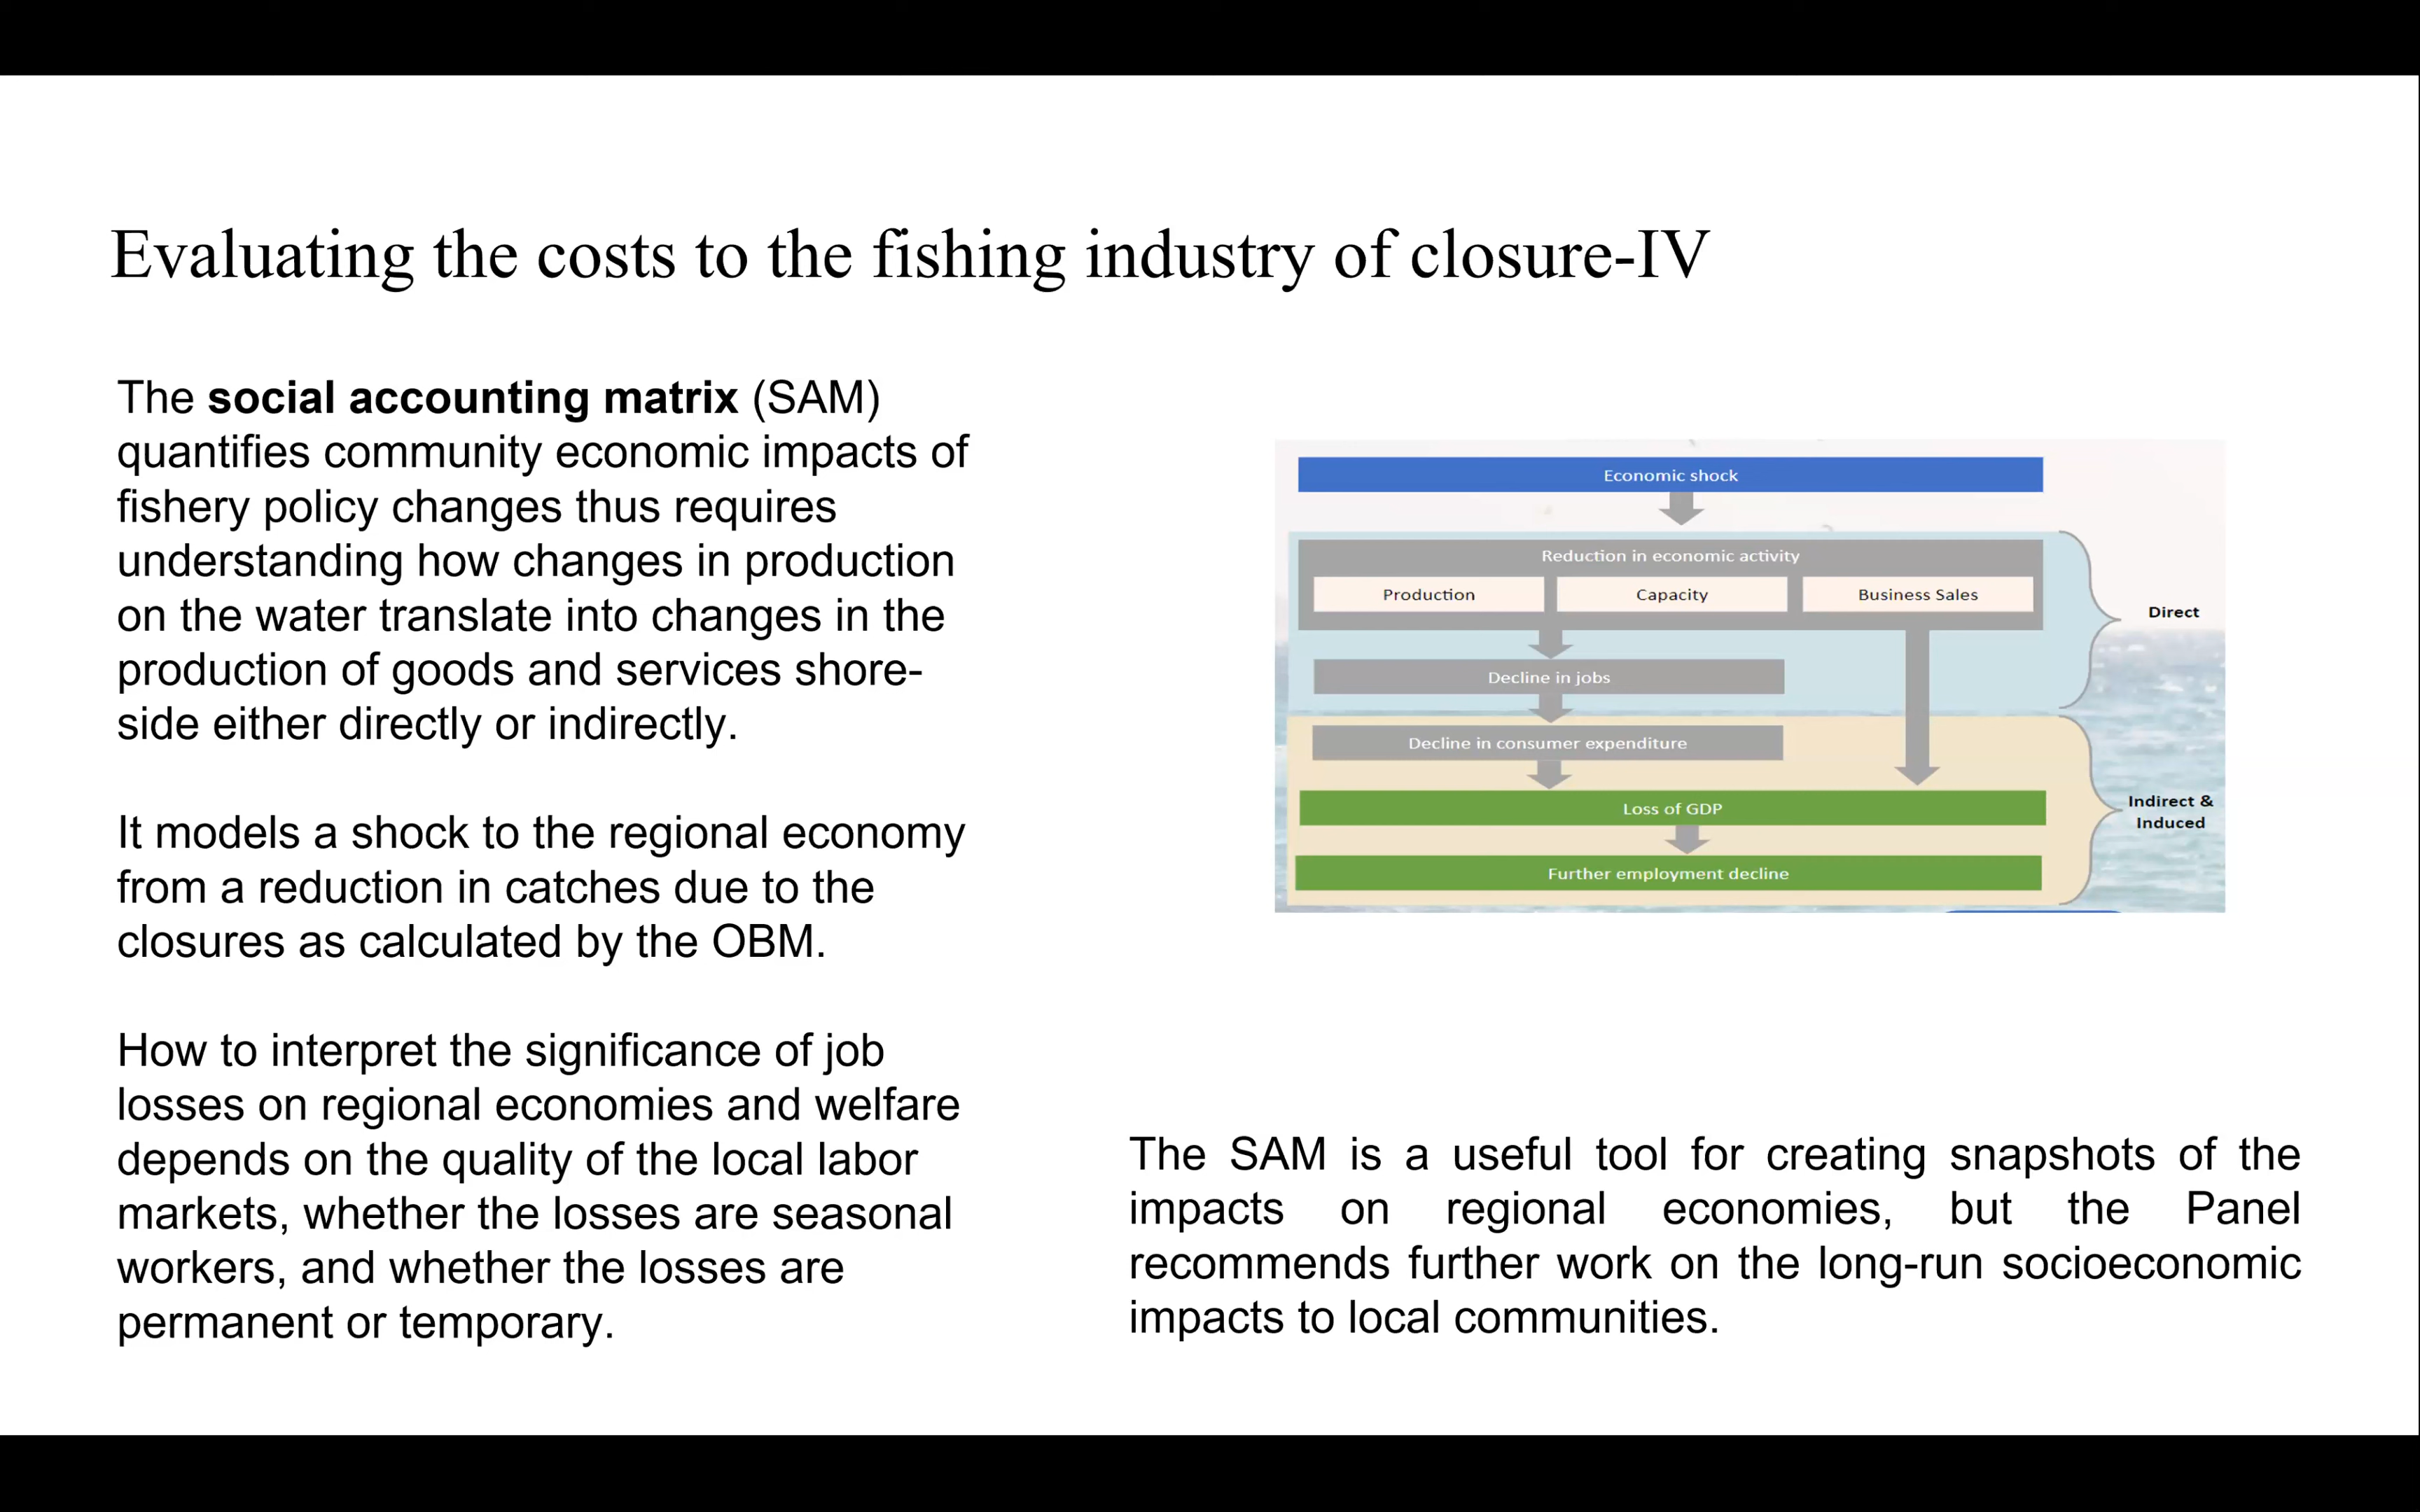 Evaluating the costs to the fishing industry of closure-IV
The social accounting matrix (SAM)
quantifies community economic impacts of
fishery policy changes thus requires
understanding how changes in production
on the water translate into changes in the
production of goods and services shore-
side either directly or indirectly.
It models a shock to the regional economy
from a reduction in catches due to the
closures as calculated by the OBM.
How to interpret the significance of job
losses on regional economies and welfare
depends on the quality of the local labor
markets, whether the losses are seasonal
workers, and whether the losses are
permanent or temporary.
Economic shock
Reduction in economic activity
Production
Capacity
Business Sales
Direct
Decline in jobs
Decline in consumer expenditure
Loss of GDP
Indirect &
Induced
Further employment decline
The SAM is a useful tool for creating snapshots of the
impacts on regional economies, but the Panel
recommends further work on the long-run socioeconomic
impacts to local communities.